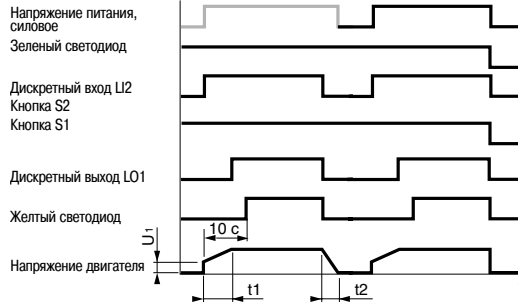 Напряжение питания,
силовое
Зеленый светодиод
Дискретный вход LI2
Кнопка S2
Кнопка S1
Дискретный выход LO1
Желтый светодиод
10 с
U1
Напряжение двигателя
t1
t2